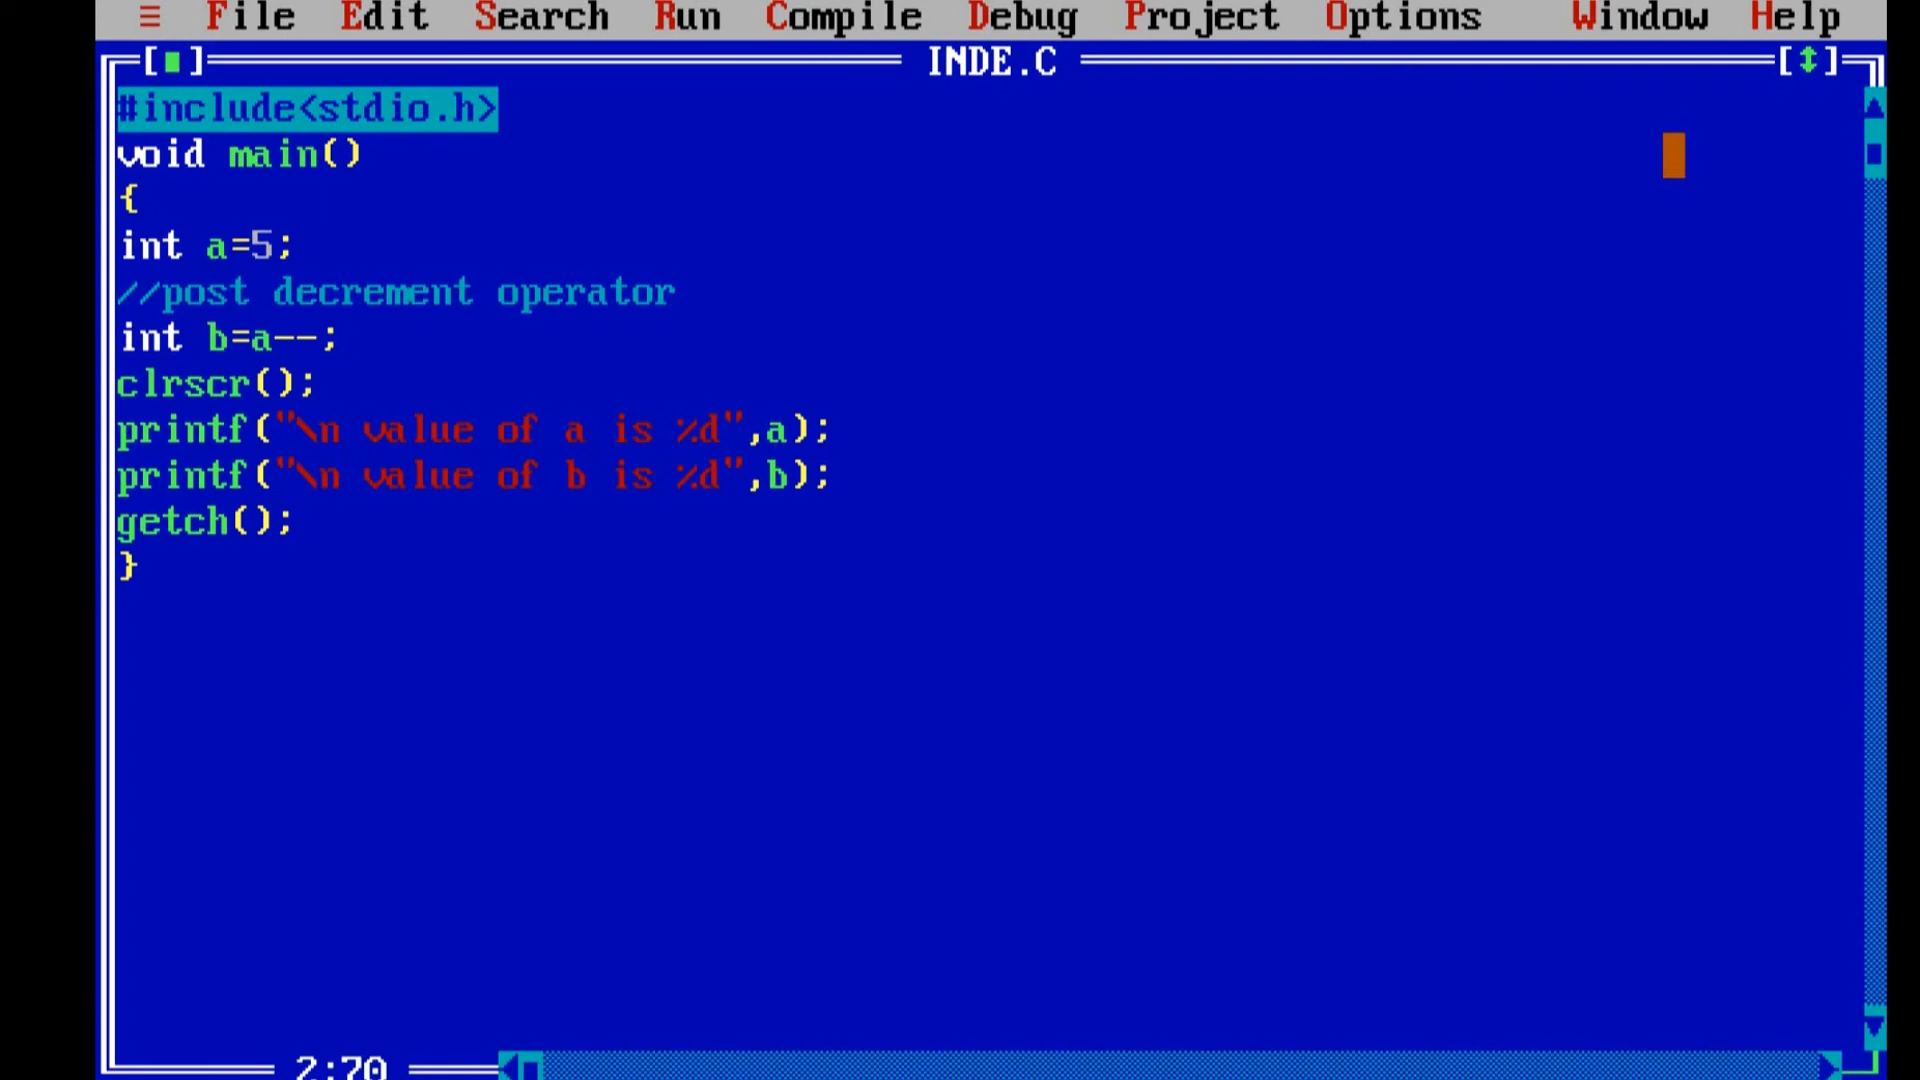 ≡ File Edit Search Run Compile Debug Project Options Window Help
[■] INDE.C [↕]
#include<stdio.h>
void main()
{
int a=5;
//post decrement operator
int b=a--;
clrscr();
printf("\n value of a is %d",a);
printf("\n value of b is %d",b);
getch();
}
2:70